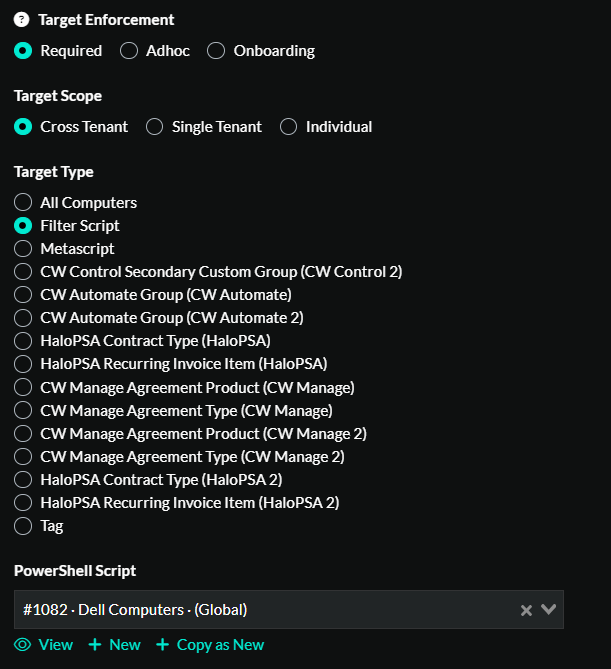 ? Target Enforcement
Required Adhoc Onboarding
Target Scope
Cross Tenant Single Tenant Individual
Target Type
All Computers
Filter Script
Metascript
CW Control Secondary Custom Group (CW Control 2)
CW Automate Group (CW Automate)
CW Automate Group (CW Automate 2)
HaloPSA Contract Type (HaloPSA)
HaloPSA Recurring Invoice Item (HaloPSA)
CW Manage Agreement Product (CW Manage)
CW Manage Agreement Type (CW Manage)
CW Manage Agreement Product (CW Manage 2)
CW Manage Agreement Type (CW Manage 2)
HaloPSA Contract Type (HaloPSA 2)
HaloPSA Recurring Invoice Item (HaloPSA 2)
Tag
PowerShell Script
#1082 · Dell Computers · (Global)
View + New + Copy as New